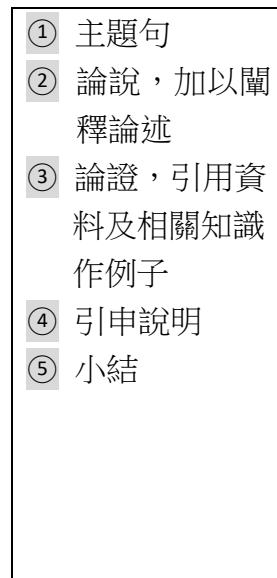 ① 主題句
② 論說，加以闡
釋論述
③ 論證，引用資
料及相關知識
作例子
④ 引申說明
⑤ 小結